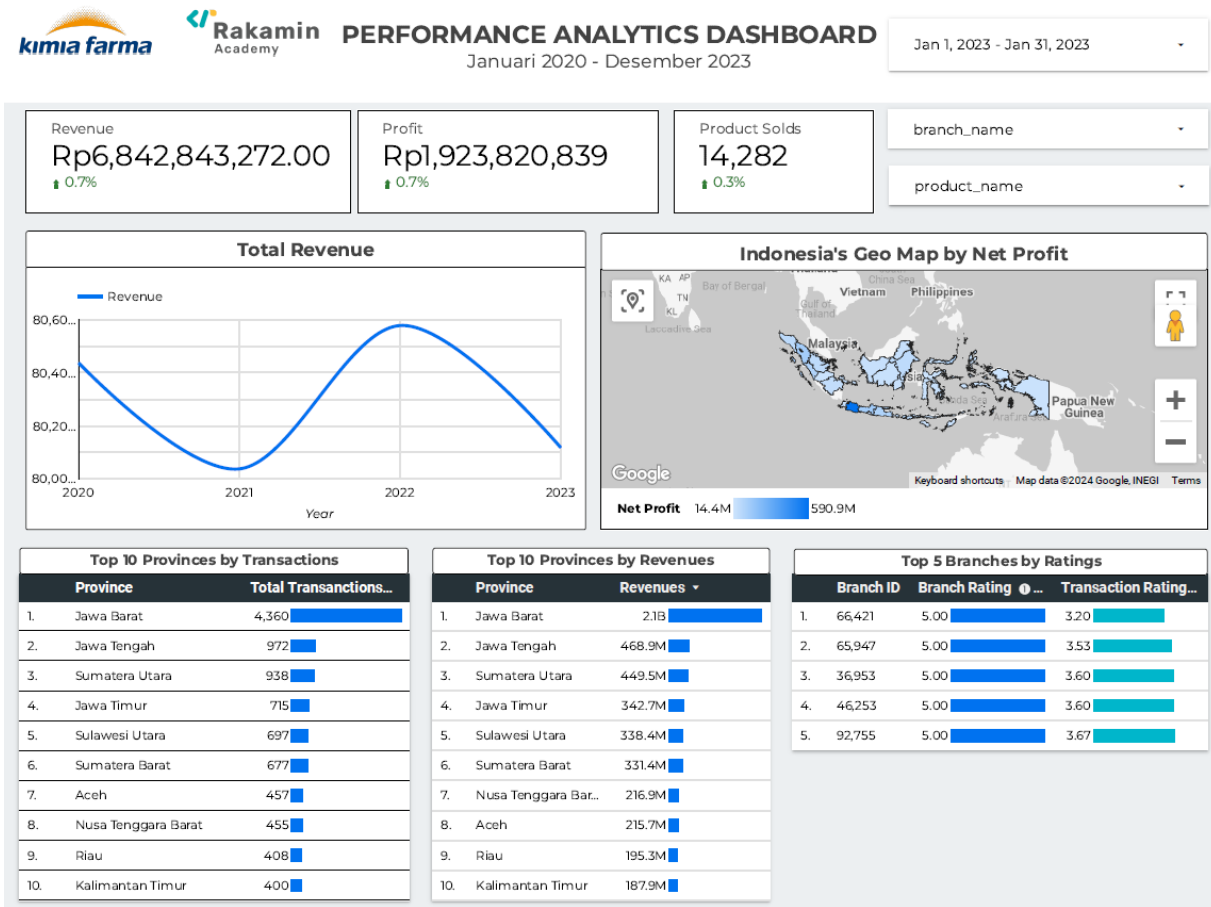 kimia farma
Rakamin
Academy
PERFORMANCE ANALYTICS DASHBOARD
Januari 2020 - Desember 2023
Jan 1, 2023 - Jan 31, 2023
Revenue
Rp6,842,843,272.00
0.7%
Profit
Rp1,923,820,839
0.7%
Product Solds
14,282
0.3%
branch_name
product_name
Total Revenue
Revenue
80,60...
80,40...
80,20...
80,00...
2020 2021 2022 2023
Year
Indonesia's Geo Map by Net Profit
KA AP
TN
KL
Bay of Bengal
Laccadive Sea
Gulf of
Thailand
Vietnam
China Sea
Philippines
Malaysia
Papua New
Guinea
Google
Keyboard shortcuts Map data ©2024 Google, INEGI Terms
Net Profit 14.4M 590.9M
Top 10 Provinces by Transactions
Province Total Transanctions...
1. Jawa Barat 4,360
2. Jawa Tengah 972
3. Sumatera Utara 938
4. Jawa Timur 715
5. Sulawesi Utara 697
6. Sumatera Barat 677
7. Aceh 457
8. Nusa Tenggara Barat 455
9. Riau 408
10. Kalimantan Timur 400
Top 10 Provinces by Revenues
Province Revenues
1. Jawa Barat 2.1B
2. Jawa Tengah 468.9M
3. Sumatera Utara 449.5M
4. Jawa Timur 342.7M
5. Sulawesi Utara 338.4M
6. Sumatera Barat 331.4M
7. Nusa Tenggara Bar... 216.9M
8. Aceh 215.7M
9. Riau 195.3M
10. Kalimantan Timur 187.9M
Top 5 Branches by Ratings
Branch ID Branch Rating ... Transaction Rating...
1. 66,421 5.00 3.20
2. 65,947 5.00 3.53
3. 36,953 5.00 3.60
4. 46,253 5.00 3.60
5. 92,755 5.00 3.67